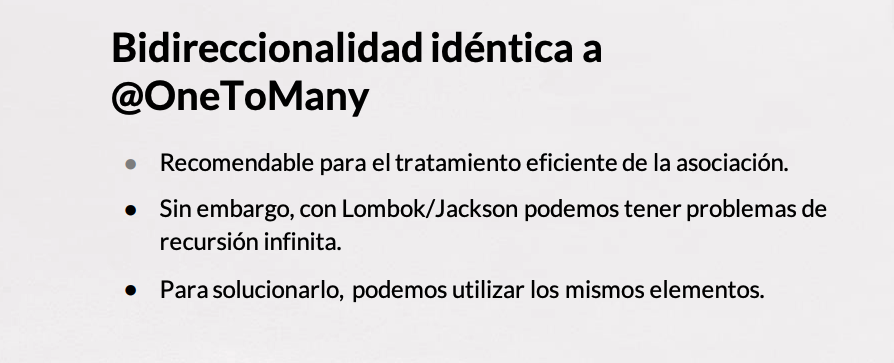 Bidireccionalidad idéntica a
@OneToMany
● Recomendable para el tratamiento eficiente de la asociación.
● Sin embargo, con Lombok/Jackson podemos tener problemas de
recursión infinita.
● Para solucionarlo, podemos utilizar los mismos elementos.